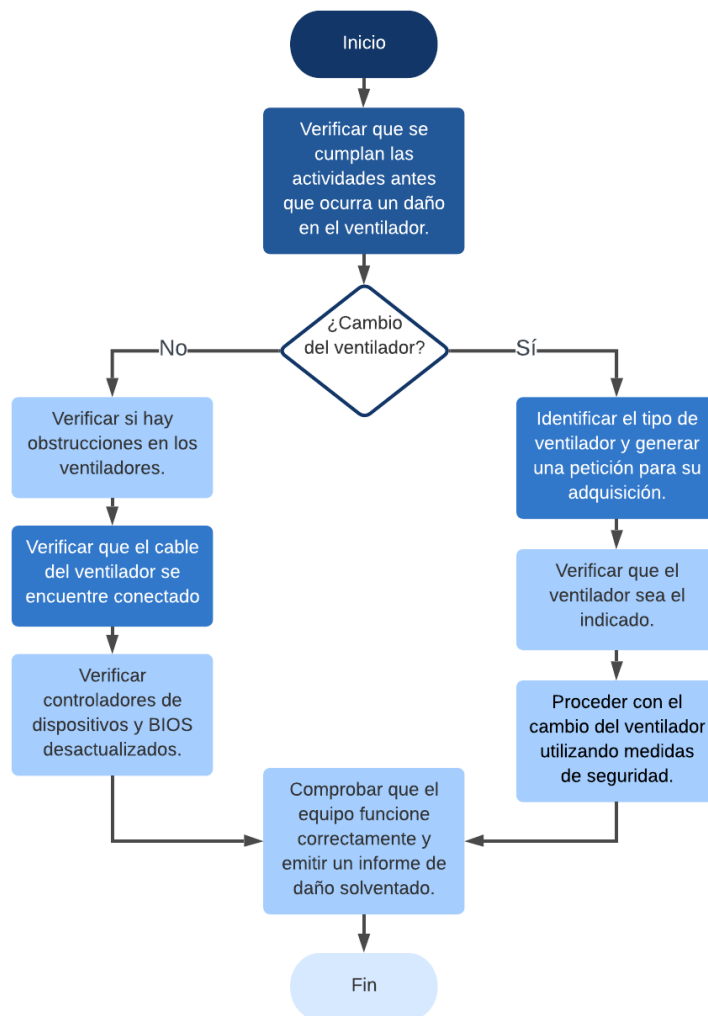 Inicio
Verificar que se
cumplan las
actividades antes
que ocurra un daño
en el ventilador.
¿Cambio
del ventilador?
No
Sí
Verificar si hay
obstrucciones en los
ventiladores.
Verificar que el cable
del ventilador se
encuentre conectado
Verificar
controladores de
dispositivos y BIOS
desactualizados.
Identificar el tipo de
ventilador y generar
una petición para su
adquisición.
Verificar que el
ventilador sea el
indicado.
Proceder con el
cambio del ventilador
utilizando medidas
de seguridad.
Comprobar que el
equipo funcione
correctamente y
emitir un informe de
daño solventado.
Fin